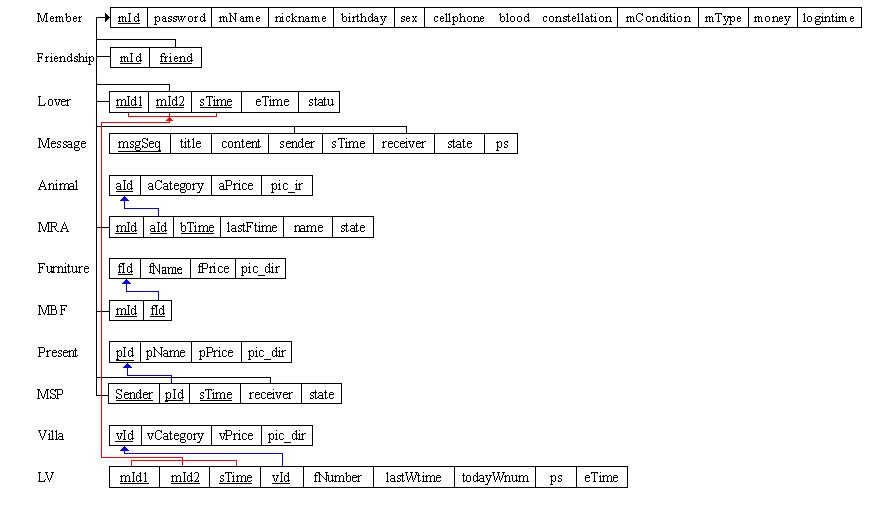 Member mId password mName nickname birthday sex cellphone blood constellation mCondition mType money logintime
Friendship mId friend
Lover mId1 mId2 sTime eTime statu
Message msgSeq title content sender sTime receiver state ps
Animal aId aCategory aPrice pic_ir
MRA mId aId bTime lastFtime name state
Furniture fId fName fPrice pic_dir
MBF mId fId
Present pId pName pPrice pic_dir
MSP Sender pId sTime receiver state
Villa vId vCategory vPrice pic_dir
LV mId1 mId2 sTime vId fNumber lastWtime todayWnum ps eTime